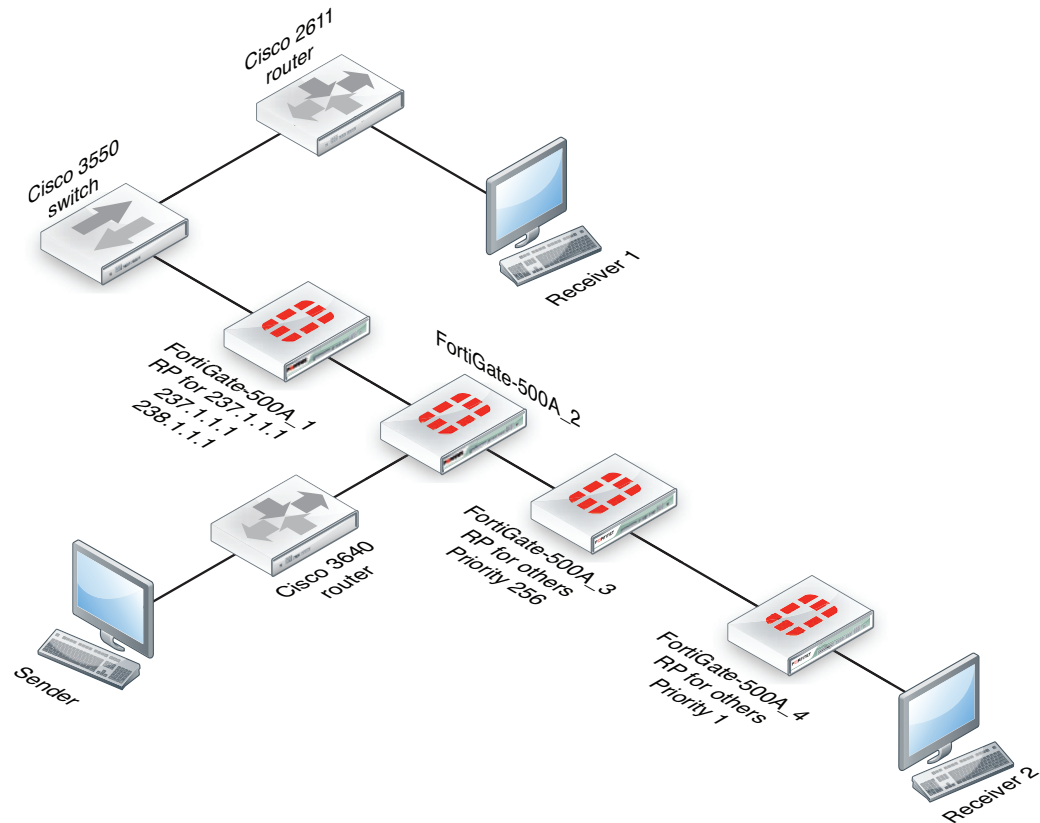 Cisco 2611
router
Cisco 3550
switch
Receiver 1
FortiGate-500A_1
RP for 237.1.1.1
237.1.1.1
238.1.1.1
FortiGate-500A_2
FortiGate-500A_3
RP for others
Priority 256
Cisco 3640
router
Sender
FortiGate-500A_4
RP for others
Priority 1
Receiver 2